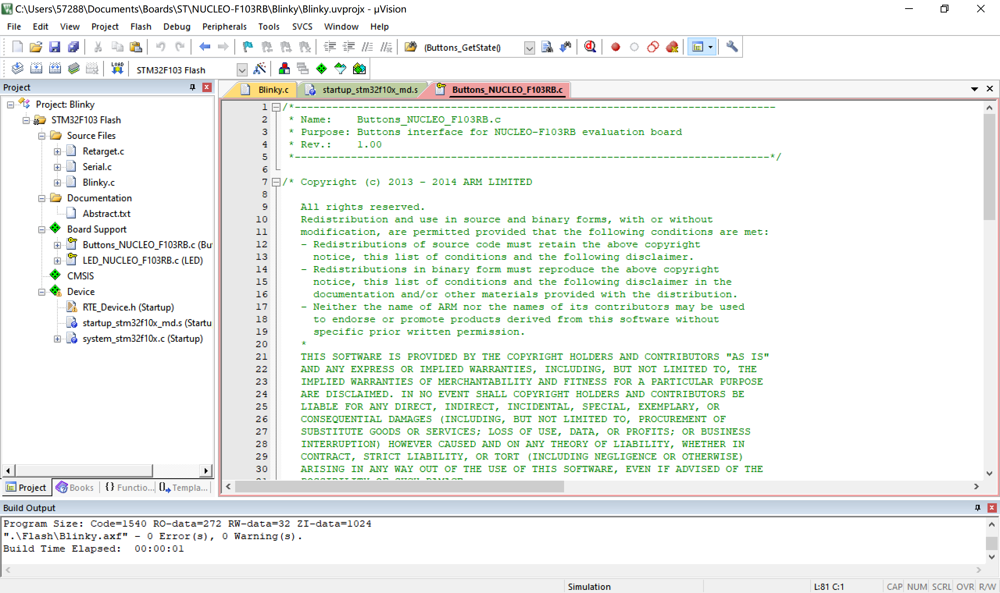 C:\Users\57288\Documents\Boards\ST\NUCLEO-F103RB\Blinky\Blinky.uvprojx - µVision
File Edit View Project Flash Debug Peripherals Tools SVCS Window Help
(Buttons_GetState()
LOAD
STM32F103 Flash
Project
Project: Blinky
STM32F103 Flash
Source Files
Retarget.c
Serial.c
Blinky.c
Documentation
Abstract.txt
Board Support
Buttons_NUCLEO_F103RB.c (Bu
LED_NUCLEO_F103RB.c (LED)
CMSIS
Device
RTE_Device.h (Startup)
startup_stm32f10x_md.s (Startu
system_stm32f10x.c (Startup)
Project Books {} Functio... Templa...
Blinky.c startup_stm32f10x_md.s Buttons_NUCLEO_F103RB.c
1 /*-----------------------------------------------------------------------------
2 * Name:    Buttons_NUCLEO_F103RB.c
3 * Purpose: Buttons interface for NUCLEO-F103RB evaluation board
4 * Rev.:    1.00
5 *----------------------------------------------------------------------------*/
6
7 /* Copyright (c) 2013 - 2014 ARM LIMITED
8
9 All rights reserved.
10 Redistribution and use in source and binary forms, with or without
11 modification, are permitted provided that the following conditions are met:
12 - Redistributions of source code must retain the above copyright
13 notice, this list of conditions and the following disclaimer.
14 - Redistributions in binary form must reproduce the above copyright
15 notice, this list of conditions and the following disclaimer in the
16 documentation and/or other materials provided with the distribution.
17 - Neither the name of ARM nor the names of its contributors may be used
18 to endorse or promote products derived from this software without
19 specific prior written permission.
20 *
21 THIS SOFTWARE IS PROVIDED BY THE COPYRIGHT HOLDERS AND CONTRIBUTORS "AS IS"
22 AND ANY EXPRESS OR IMPLIED WARRANTIES, INCLUDING, BUT NOT LIMITED TO, THE
23 IMPLIED WARRANTIES OF MERCHANTABILITY AND FITNESS FOR A PARTICULAR PURPOSE
24 ARE DISCLAIMED. IN NO EVENT SHALL COPYRIGHT HOLDERS AND CONTRIBUTORS BE
25 LIABLE FOR ANY DIRECT, INDIRECT, INCIDENTAL, SPECIAL, EXEMPLARY, OR
26 CONSEQUENTIAL DAMAGES (INCLUDING, BUT NOT LIMITED TO, PROCUREMENT OF
27 SUBSTITUTE GOODS OR SERVICES; LOSS OF USE, DATA, OR PROFITS; OR BUSINESS
28 INTERRUPTION) HOWEVER CAUSED AND ON ANY THEORY OF LIABILITY, WHETHER IN
29 CONTRACT, STRICT LIABILITY, OR TORT (INCLUDING NEGLIGENCE OR OTHERWISE)
30 ARISING IN ANY WAY OUT OF THE USE OF THIS SOFTWARE, EVEN IF ADVISED OF THE
Build Output
Program Size: Code=1540 RO-data=272 RW-data=32 ZI-data=1024
".\Flash\Blinky.axf" - 0 Error(s), 0 Warning(s).
Build Time Elapsed:  00:00:01
Simulation L:81 C:1 CAP NUM SCRL OVR R/W